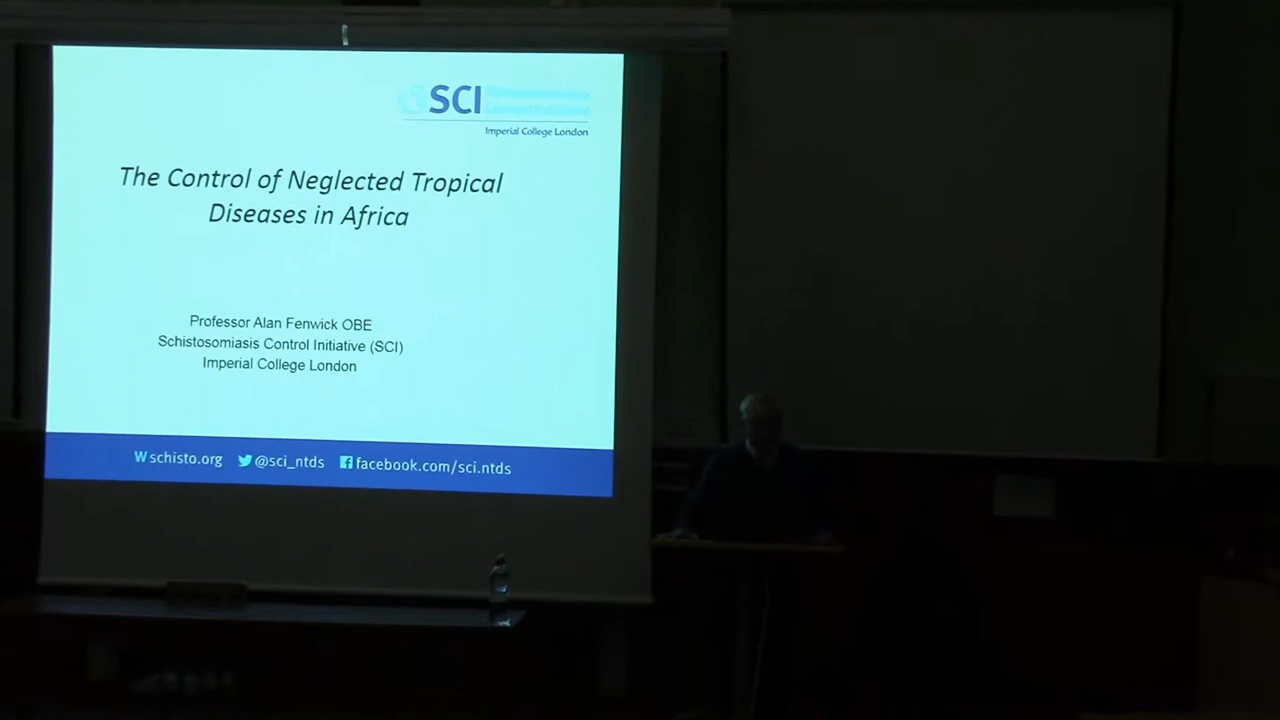 SCI
Imperial College London
The Control of Neglected Tropical
Diseases in Africa
Professor Alan Fenwick OBE
Schistosomiasis Control Initiative (SCI)
Imperial College London
W schisto.org @sci_ntds facebook.com/sci.ntds